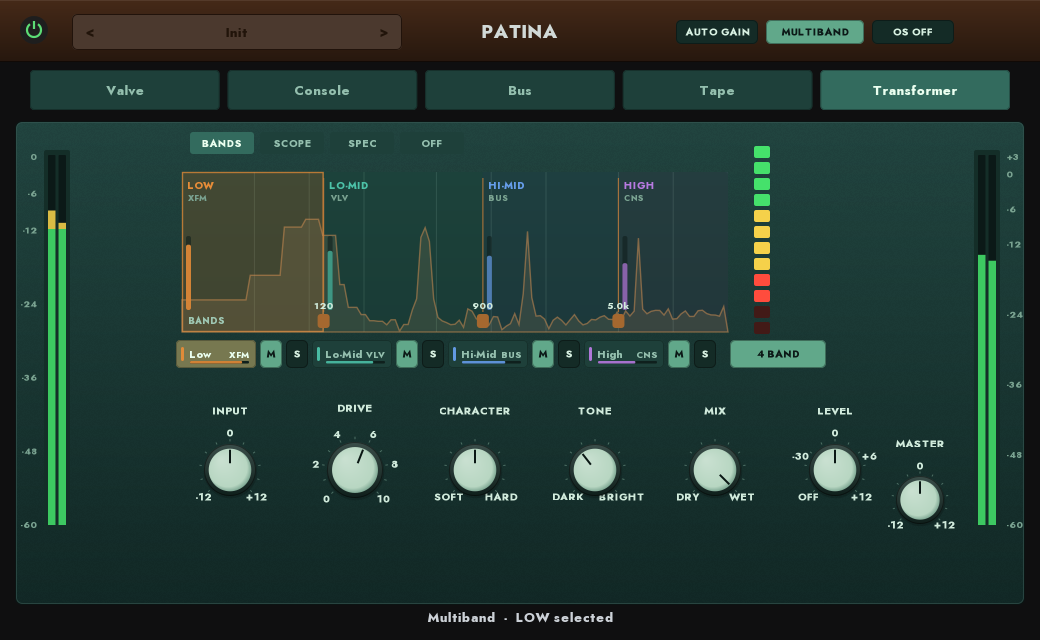 < Init > PATINA AUTO GAIN MULTIBAND OS OFF
Valve Console Bus Tape Transformer
BANDS SCOPE SPEC OFF
0 +3
0
-6 -6
-12 -12
-24 -24
-36 -36
-48 -48
-60 -60
LOW LO-MID HI-MID HIGH
XFM VLV BUS CNS
120 900 5.0k
BANDS
Low XFM M S Lo-Mid VLV M S Hi-Mid BUS M S High CNS M S 4 BAND
INPUT DRIVE CHARACTER TONE MIX LEVEL MASTER
0 4 6 0 0
2 8 -30 +6
-12 +12 0 10 SOFT HARD DARK BRIGHT DRY WET OFF +12
-12 +12
Multiband - LOW selected